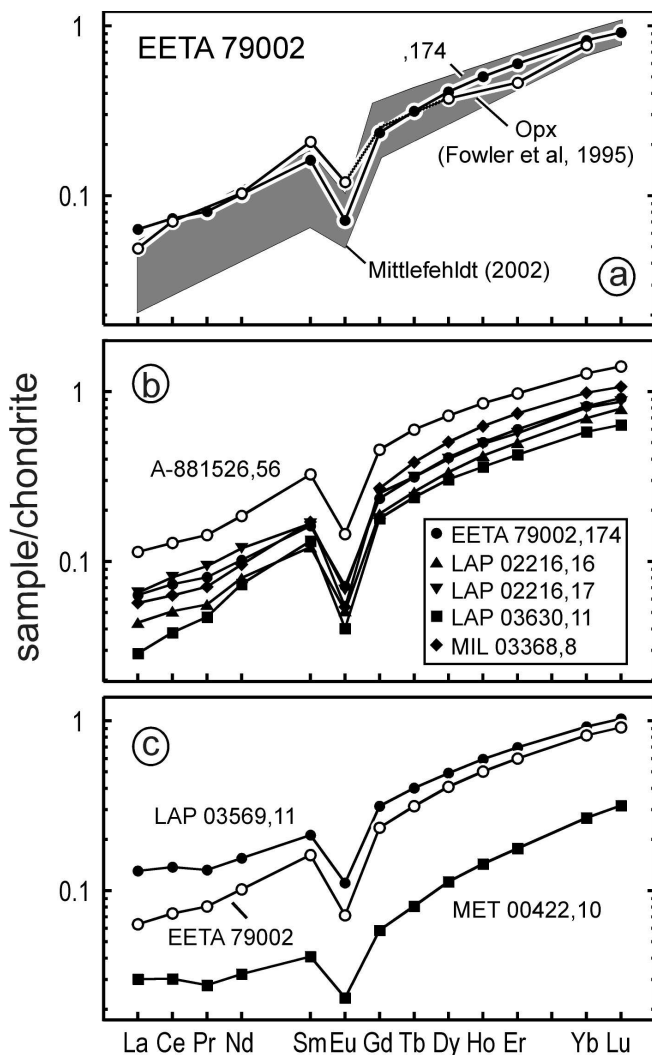 EETA 79002
,174
Opx
(Fowler et al, 1995)
Mittlefehldt (2002)
a
1
0.1
b
A-881526,56
EETA 79002,174
LAP 02216,16
LAP 02216,17
LAP 03630,11
MIL 03368,8
1
0.1
sample/chondrite
c
LAP 03569,11
EETA 79002
MET 00422,10
1
0.1
La Ce Pr Nd Sm Eu Gd Tb Dy Ho Er Yb Lu